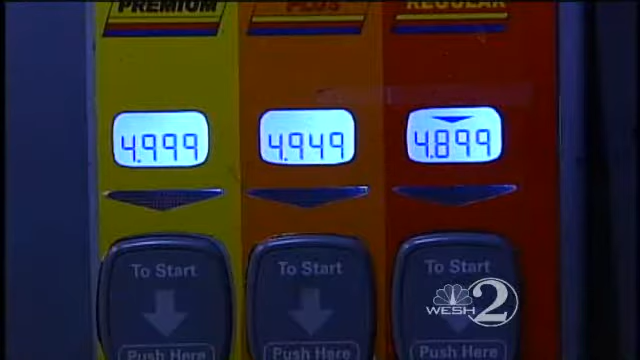 PREMIUM PLUS REGULAR
4.999 4.949 4.899
To Start To Start To Start
Push Here Push Here Push Here
WESH 2